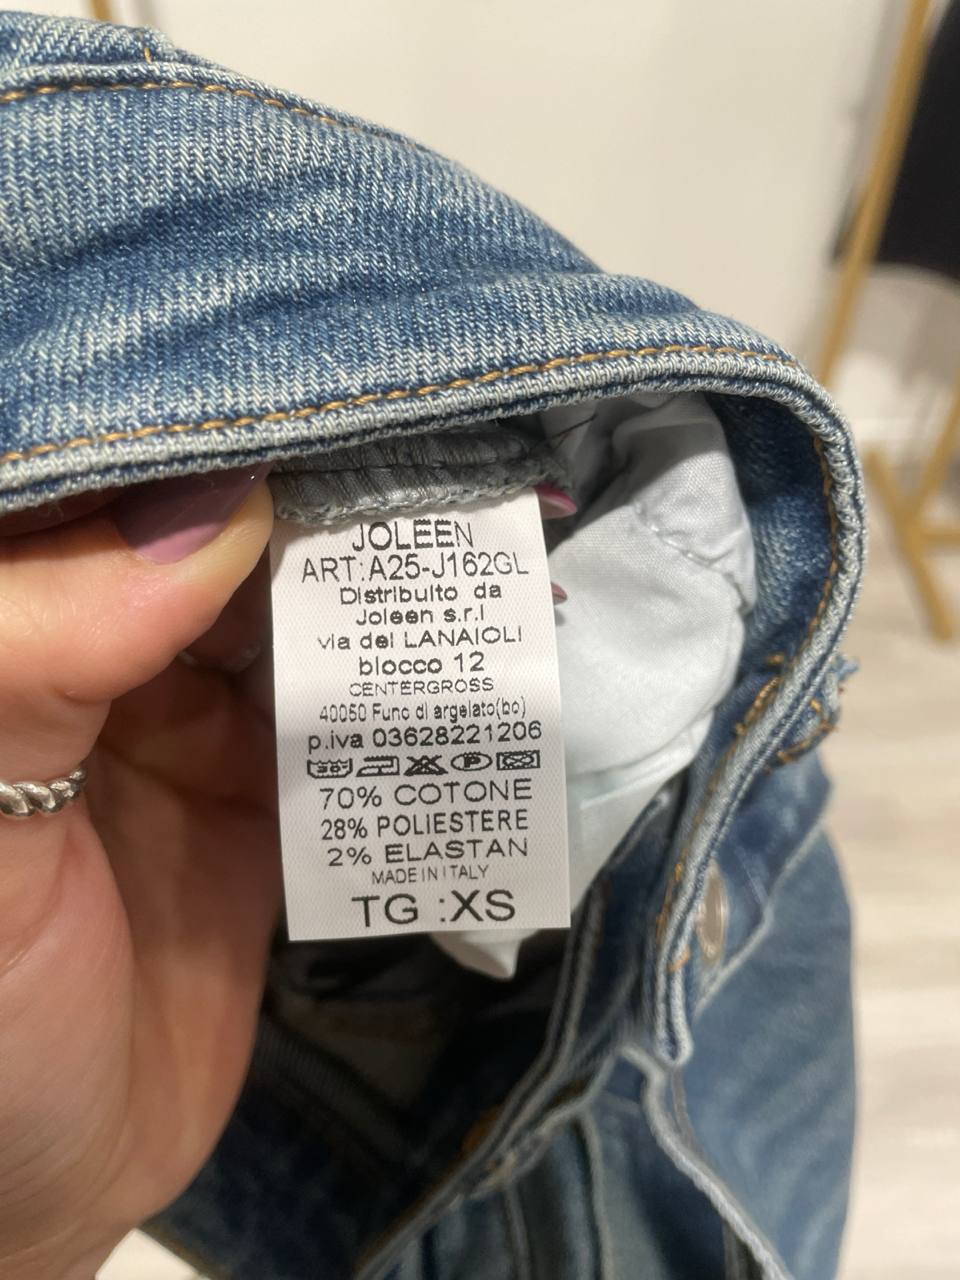 JOLEEN
ART:A25-J162GL
Distribuito da
Joleen s.r.l
via dei LANAIOLI
blocco 12
CENTERGROSS
40050 Funo di argelato(bo)
p.iva 03628221206
70% COTONE
28% POLIESTERE
2% ELASTAN
MADE IN ITALY
TG :XS